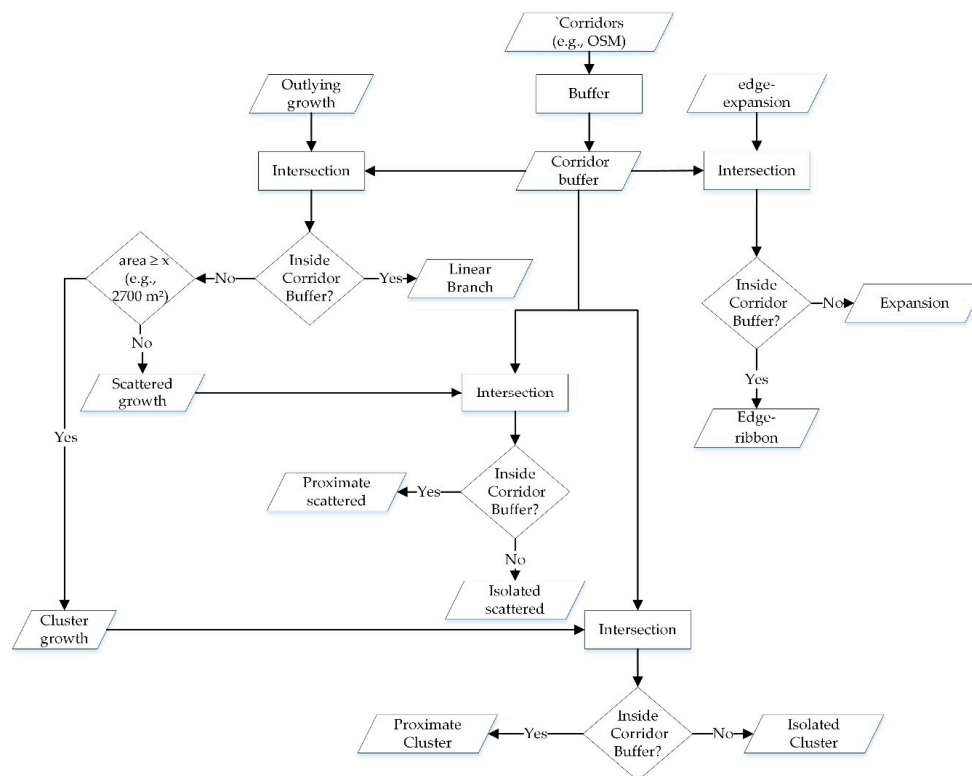 `Corridors
(e.g., OSM)
Outlying
growth
Buffer
edge-
expansion
Intersection
Corridor
buffer
Intersection
area ≥ x
(e.g.,
2700 m²)
No
Inside
Corridor
Buffer?
Yes
Linear
Branch
Inside
Corridor
Buffer?
No
Expansion
No
Scattered
growth
Intersection
Yes
Edge-
ribbon
Yes
Proximate
scattered
Yes
Inside
Corridor
Buffer?
No
Isolated
scattered
Cluster
growth
Intersection
Proximate
Cluster
Yes
Inside
Corridor
Buffer?
No
Isolated
Cluster